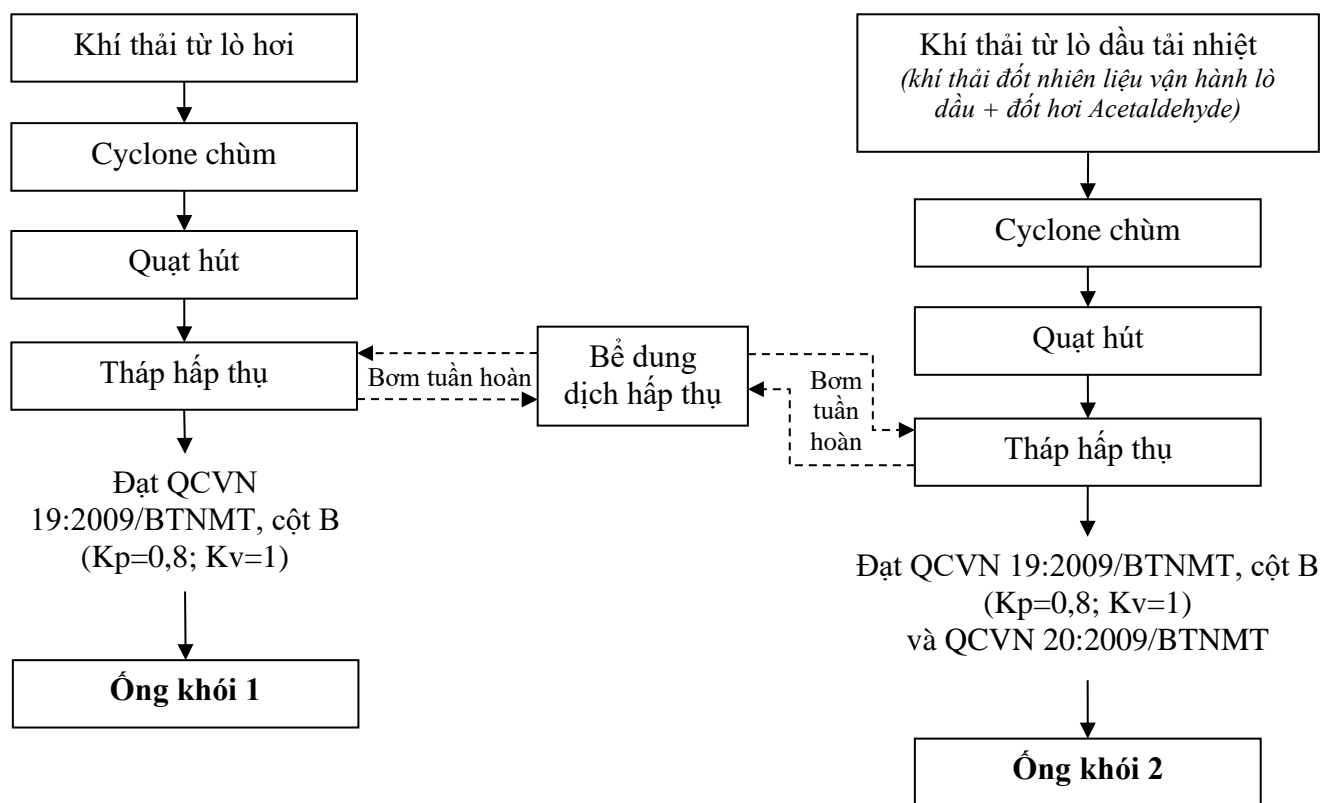 Khí thải từ lò hơi
Cyclone chùm
Quạt hút
Tháp hấp thụ
Đạt QCVN
19:2009/BTNMT, cột B
(Kp=0,8; Kv=1)
Ống khói 1
Bơm tuần hoàn
Bể dung
dịch hấp thụ
Bơm
tuần
hoàn
Khí thải từ lò dầu tải nhiệt
(khí thải đốt nhiên liệu vận hành lò
dầu + đốt hơi Acetaldehyde)
Cyclone chùm
Quạt hút
Tháp hấp thụ
Đạt QCVN 19:2009/BTNMT, cột B
(Kp=0,8; Kv=1)
và QCVN 20:2009/BTNMT
Ống khói 2